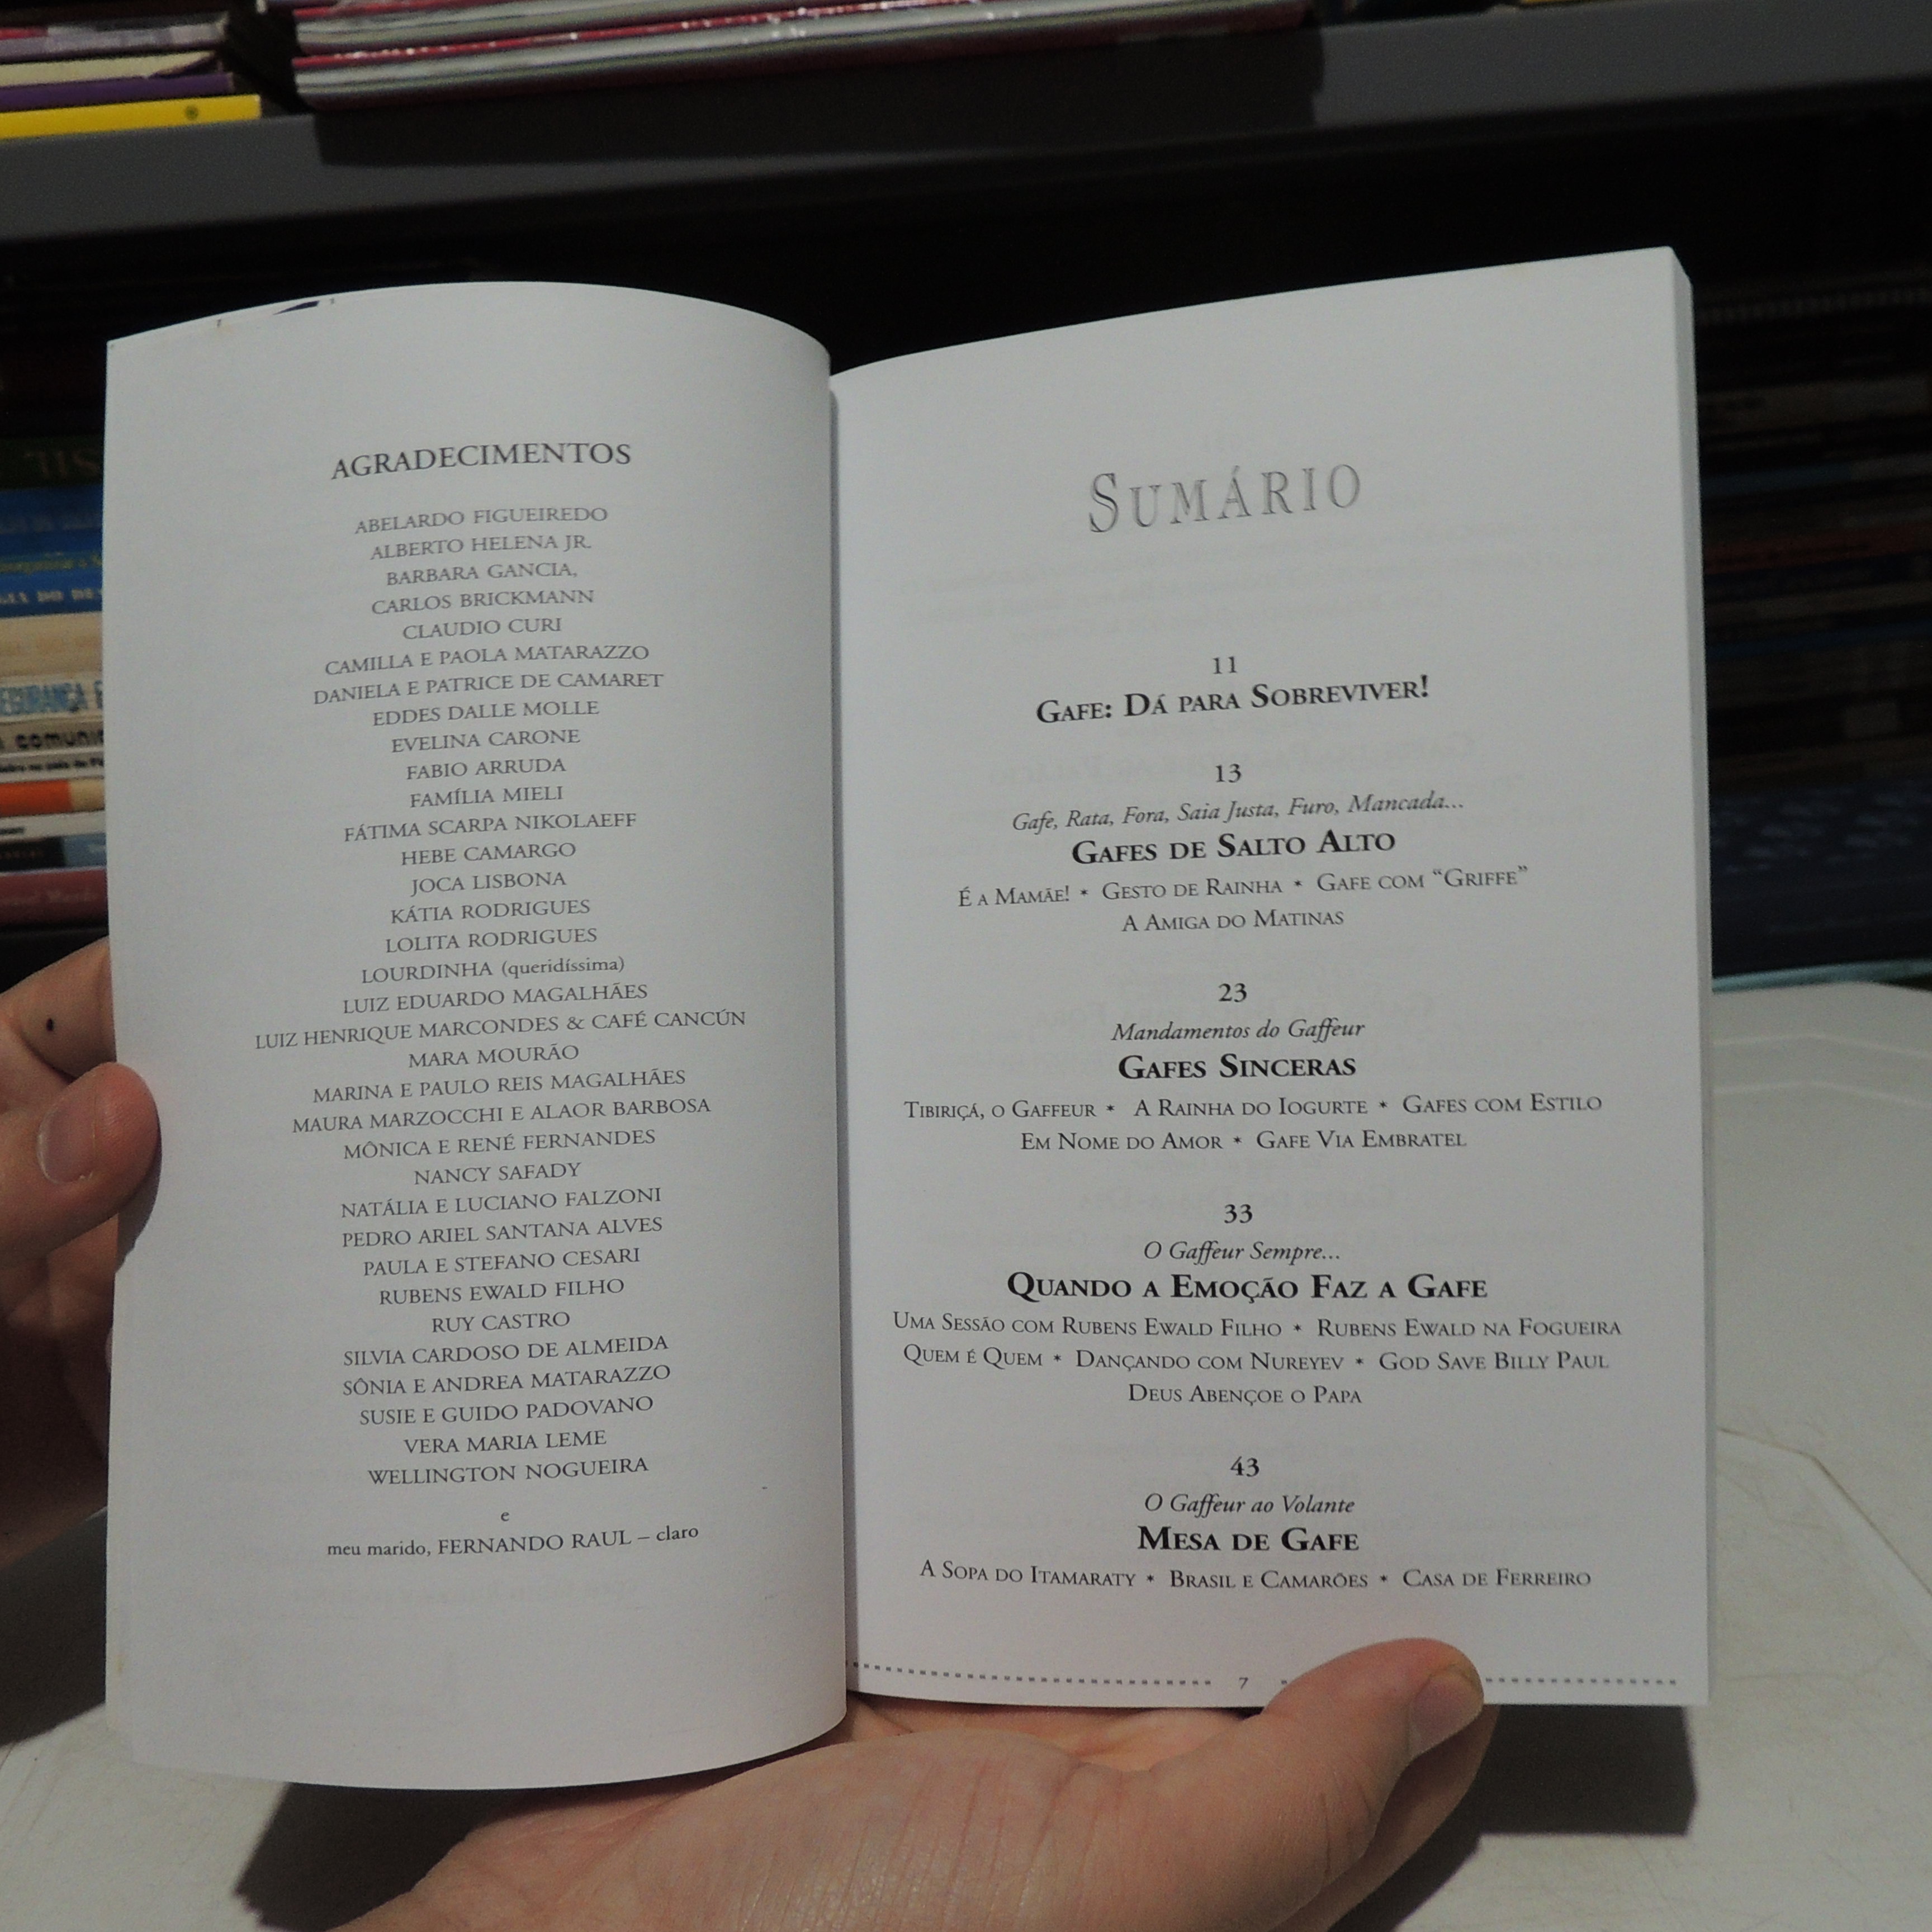 AGRADECIMENTOS
ABELARDO FIGUEIREDO
ALBERTO HELENA JR.
BARBARA GANCIA,
CARLOS BRICKMANN
CLAUDIO CURI
CAMILLA E PAOLA MATARAZZO
DANIELA E PATRICE DE CAMARET
EDDES DALLE MOLLE
EVELINA CARONE
FABIO ARRUDA
FAMÍLIA MIELI
FÁTIMA SCARPA NIKOLAEFF
HEBE CAMARGO
JOCA LISBONA
KÁTIA RODRIGUES
LOLITA RODRIGUES
LOURDINHA (queridíssima)
LUIZ EDUARDO MAGALHÃES
LUIZ HENRIQUE MARCONDES & CAFÉ CANCÚN
MARA MOURÃO
MARINA E PAULO REIS MAGALHÃES
MAURA MARZOCCHI E ALAOR BARBOSA
MÔNICA E RENÉ FERNANDES
NANCY SAFADY
NATÁLIA E LUCIANO FALZONI
PEDRO ARIEL SANTANA ALVES
PAULA E STEFANO CESARI
RUBENS EWALD FILHO
RUY CASTRO
SILVIA CARDOSO DE ALMEIDA
SÔNIA E ANDREA MATARAZZO
SUSIE E GUIDO PADOVANO
VERA MARIA LEME
WELLINGTON NOGUEIRA
e
meu marido, FERNANDO RAUL – claro
SUMÁRIO
11
GAFE: DÁ PARA SOBREVIVER!
13
Gafe, Rata, Fora, Saia Justa, Furo, Mancada...
GAFES DE SALTO ALTO
É A MAMÃE! * GESTO DE RAINHA * GAFE COM “GRIFFE”
A AMIGA DO MATINAS
23
Mandamentos do Gaffeur
GAFES SINCERAS
TIBIRIÇÁ, O GAFFEUR * A RAINHA DO IOGURTE * GAFES COM ESTILO
EM NOME DO AMOR * GAFE VIA EMBRATEL
33
O Gaffeur Sempre...
QUANDO A EMOÇÃO FAZ A GAFE
UMA SESSÃO COM RUBENS EWALD FILHO * RUBENS EWALD NA FOGUEIRA
QUEM É QUEM * DANÇANDO COM NUREYEV * GOD SAVE BILLY PAUL
DEUS ABENÇOE O PAPA
43
O Gaffeur ao Volante
MESA DE GAFE
A SOPA DO ITAMARATY * BRASIL E CAMARÕES * CASA DE FERREIRO
7